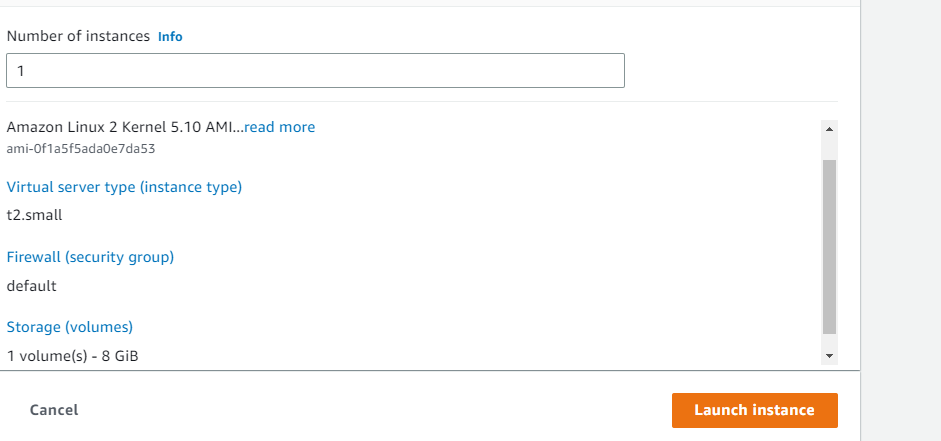 Number of instances Info
1
Amazon Linux 2 Kernel 5.10 AMI...read more
ami-0f1a5f5ada0e7da53
Virtual server type (instance type)
t2.small
Firewall (security group)
default
Storage (volumes)
1 volume(s) - 8 GiB
Cancel Launch instance